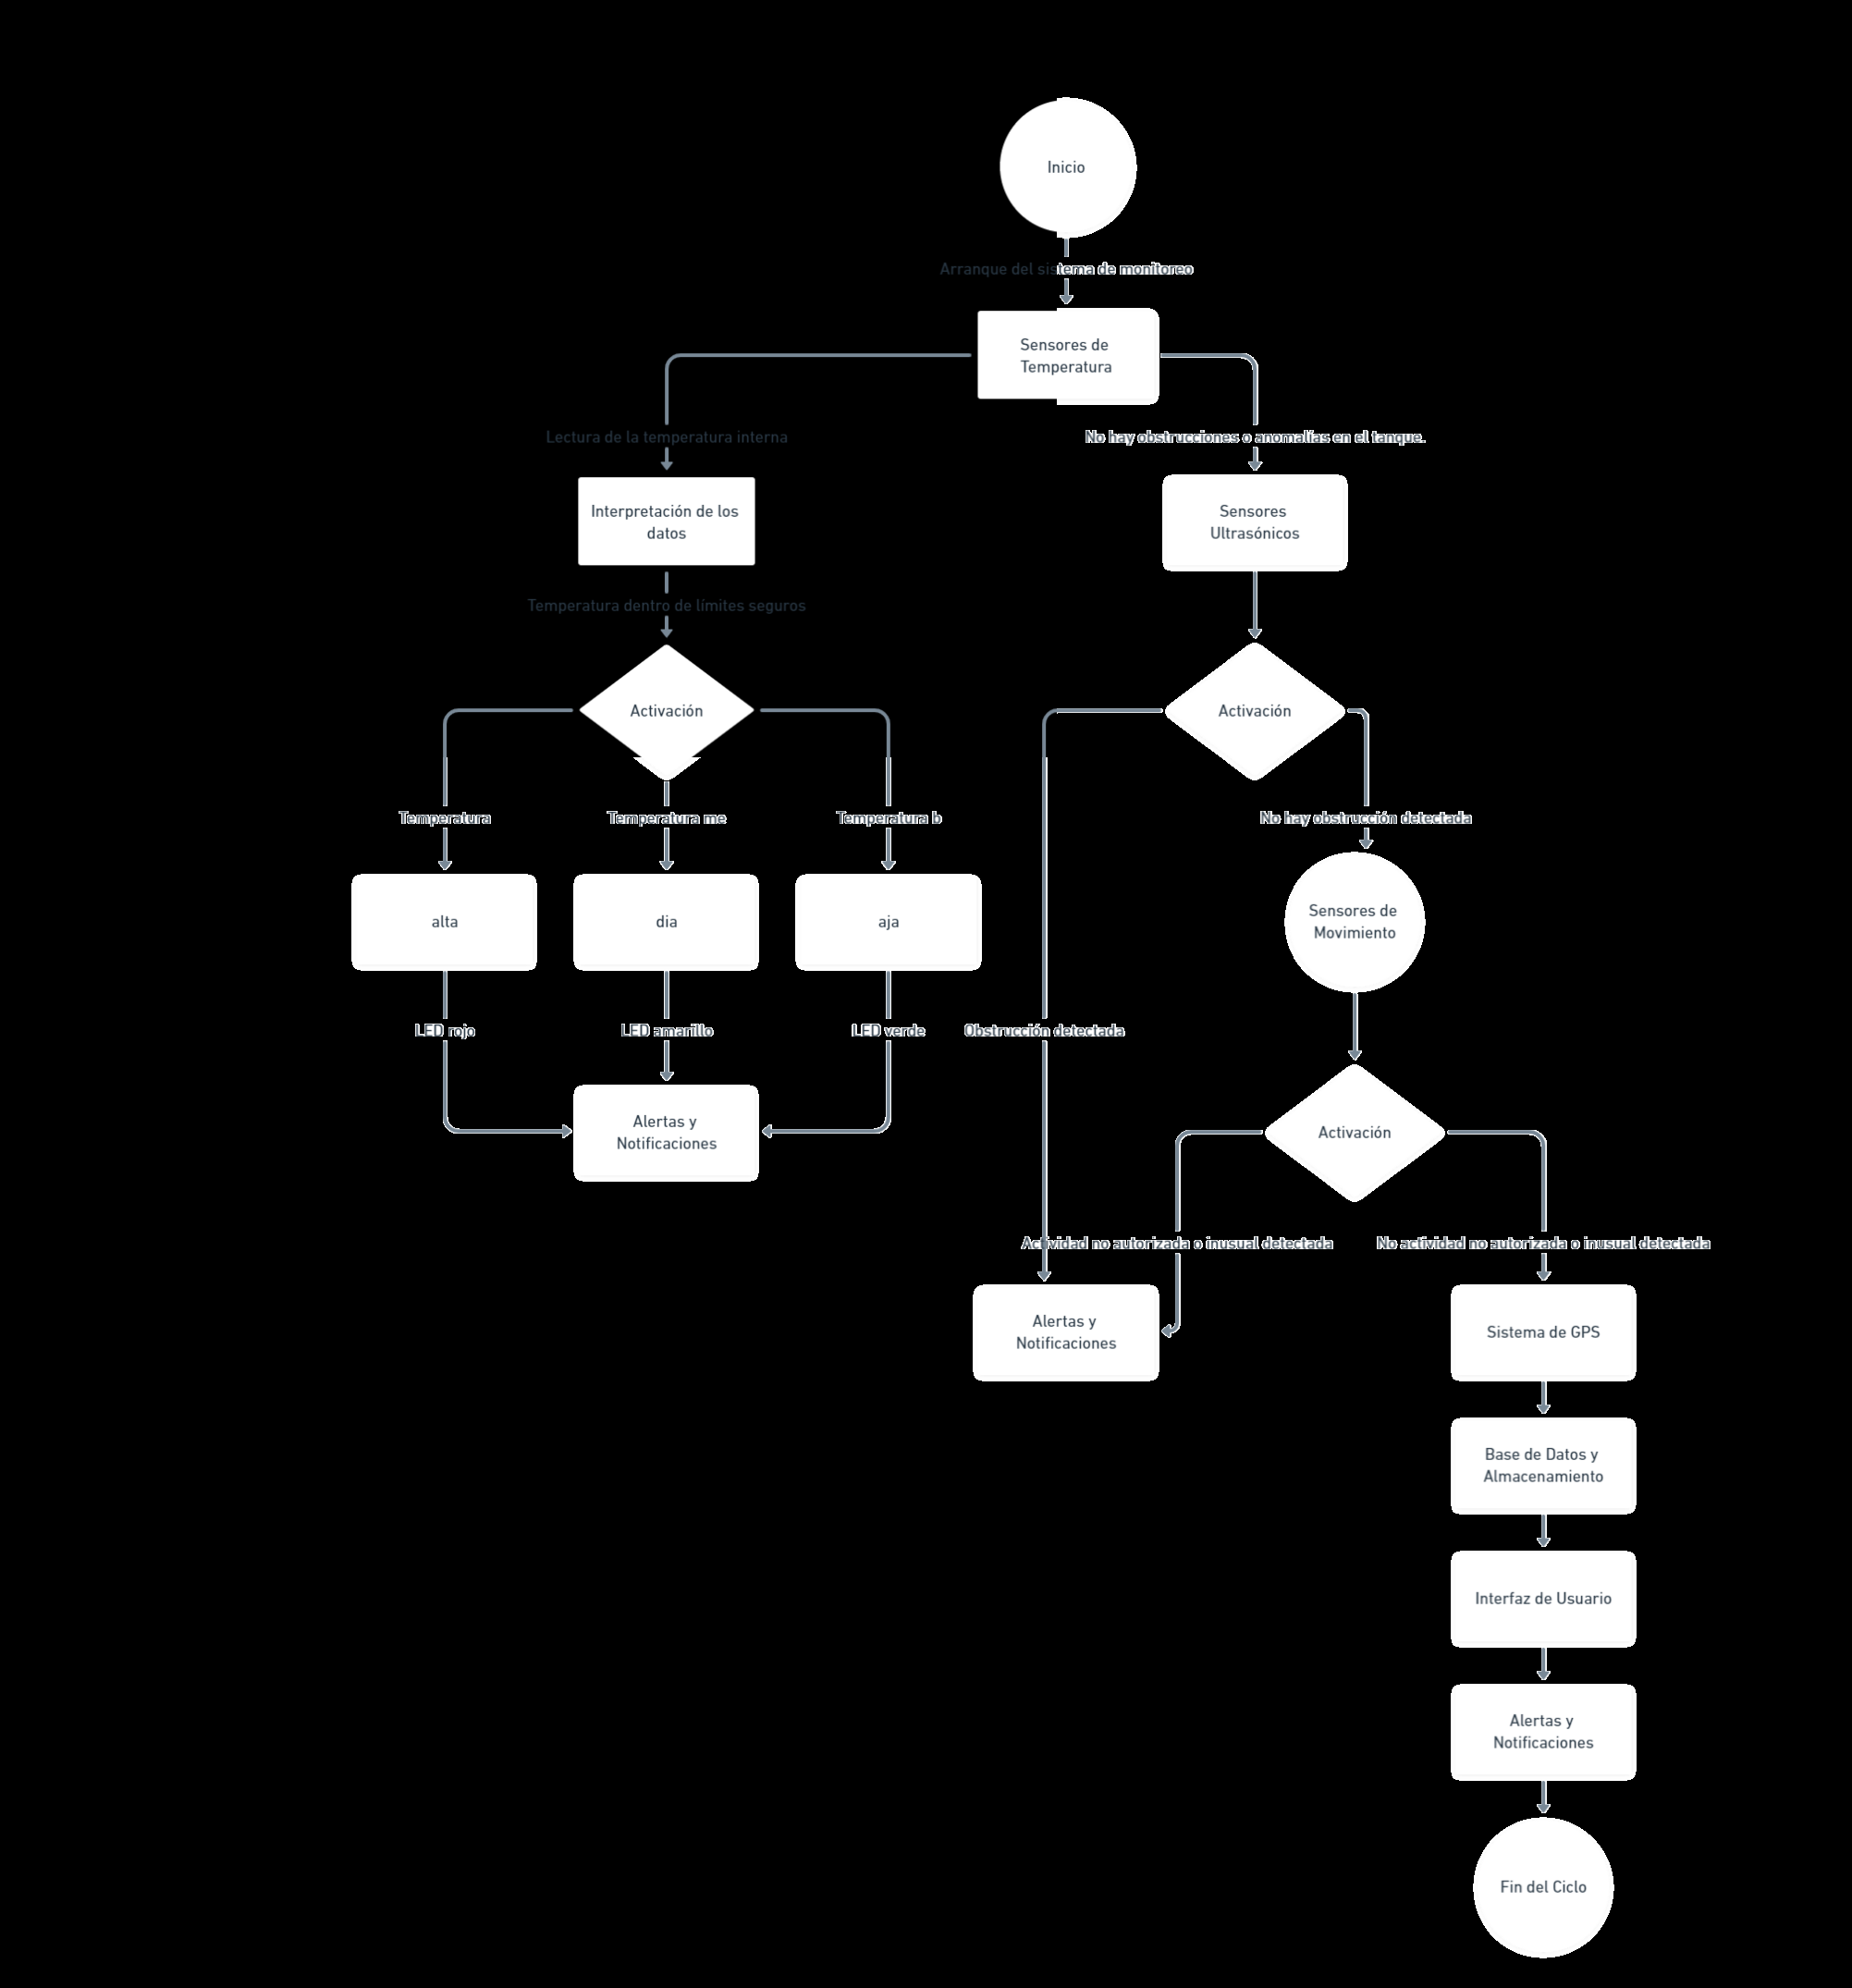 Inicio
Arranque del sistema de monitoreo
Sensores de
Temperatura
Lectura de la temperatura interna
No hay obstrucciones o anomalías en el tanque.
Interpretación de los
datos
Sensores
Ultrasónicos
Temperatura dentro de límites seguros
Activación
Activación
Temperatura
Temperatura me
Temperatura b
No hay obstrucción detectada
alta
dia
aja
Sensores de
Movimiento
LED rojo
LED amarillo
LED verde
Obstrucción detectada
Alertas y
Notificaciones
Activación
Actividad no autorizada o inusual detectada
No actividad no autorizada o inusual detectada
Alertas y
Notificaciones
Sistema de GPS
Base de Datos y
Almacenamiento
Interfaz de Usuario
Alertas y
Notificaciones
Fin del Ciclo